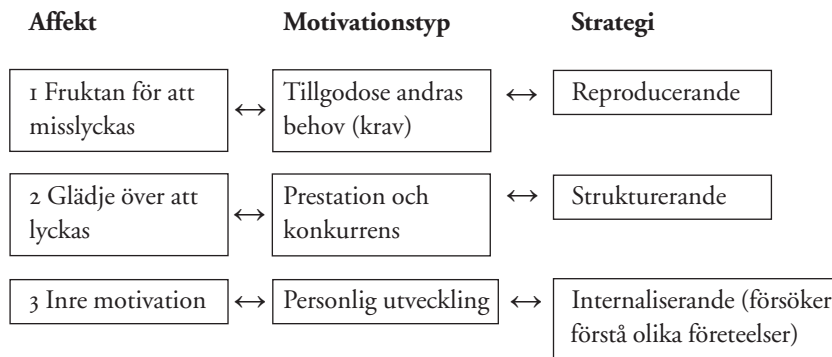 Affekt Motivationstyp Strategi
1 Fruktan för att
misslyckas
Tillgodose andras
behov (krav)
Reproducerande
2 Glädje över att
lyckas
Prestation och
konkurrens
Strukturerande
3 Inre motivation
Personlig utveckling
Internaliserande (försöker
förstå olika företeelser)